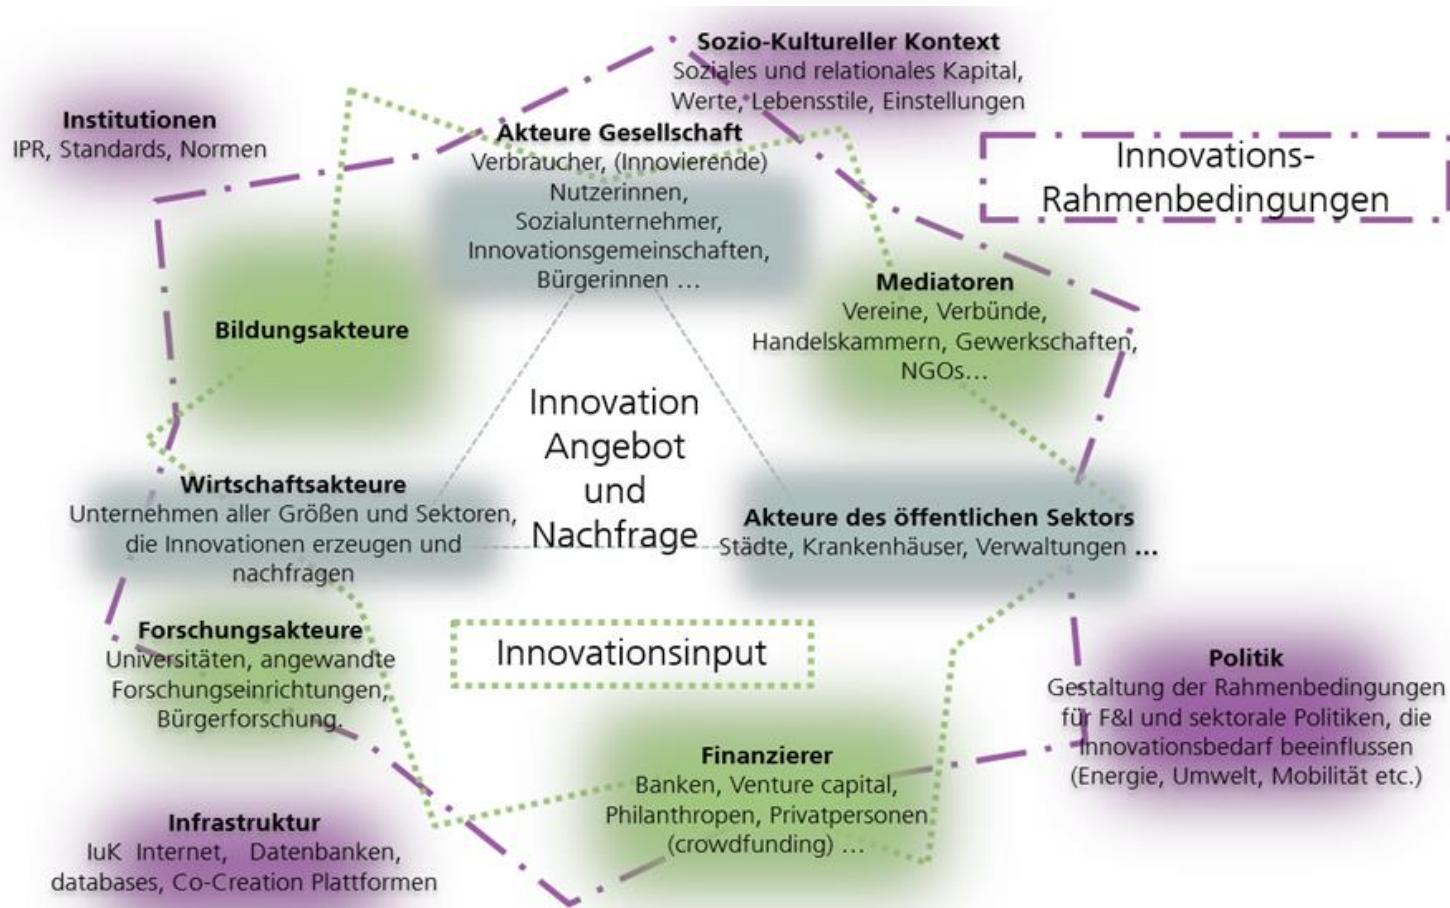 Sozio-Kultureller Kontext
Soziales und relationales Kapital,
Werte, Lebensstile, Einstellungen
Institutionen
IPR, Standards, Normen
Akteure Gesellschaft
Verbraucher, (Innovierende)
Nutzerinnen,
Sozialunternehmer,
Innovationsgemeinschaften,
Bürgerinnen ...
Innovations-
Rahmenbedingungen
Bildungsakteure
Mediatoren
Vereine, Verbünde,
Handelskammern, Gewerkschaften,
NGOs...
Innovation
Angebot
und
Nachfrage
Wirtschaftsakteure
Unternehmen aller Größen und Sektoren,
die Innovationen erzeugen und
nachfragen
Akteure des öffentlichen Sektors
Städte, Krankenhäuser, Verwaltungen ...
Forschungsakteure
Universitäten, angewandte
Forschungseinrichtungen,
Bürgerforschung.
Innovationsinput
Politik
Gestaltung der Rahmenbedingungen
für F&I und sektorale Politiken, die
Innovationsbedarf beeinflussen
(Energie, Umwelt, Mobilität etc.)
Finanzierer
Banken, Venture capital,
Philanthropen, Privatpersonen
(crowdfunding) ...
Infrastruktur
IuK Internet, Datenbanken,
databases, Co-Creation Plattformen